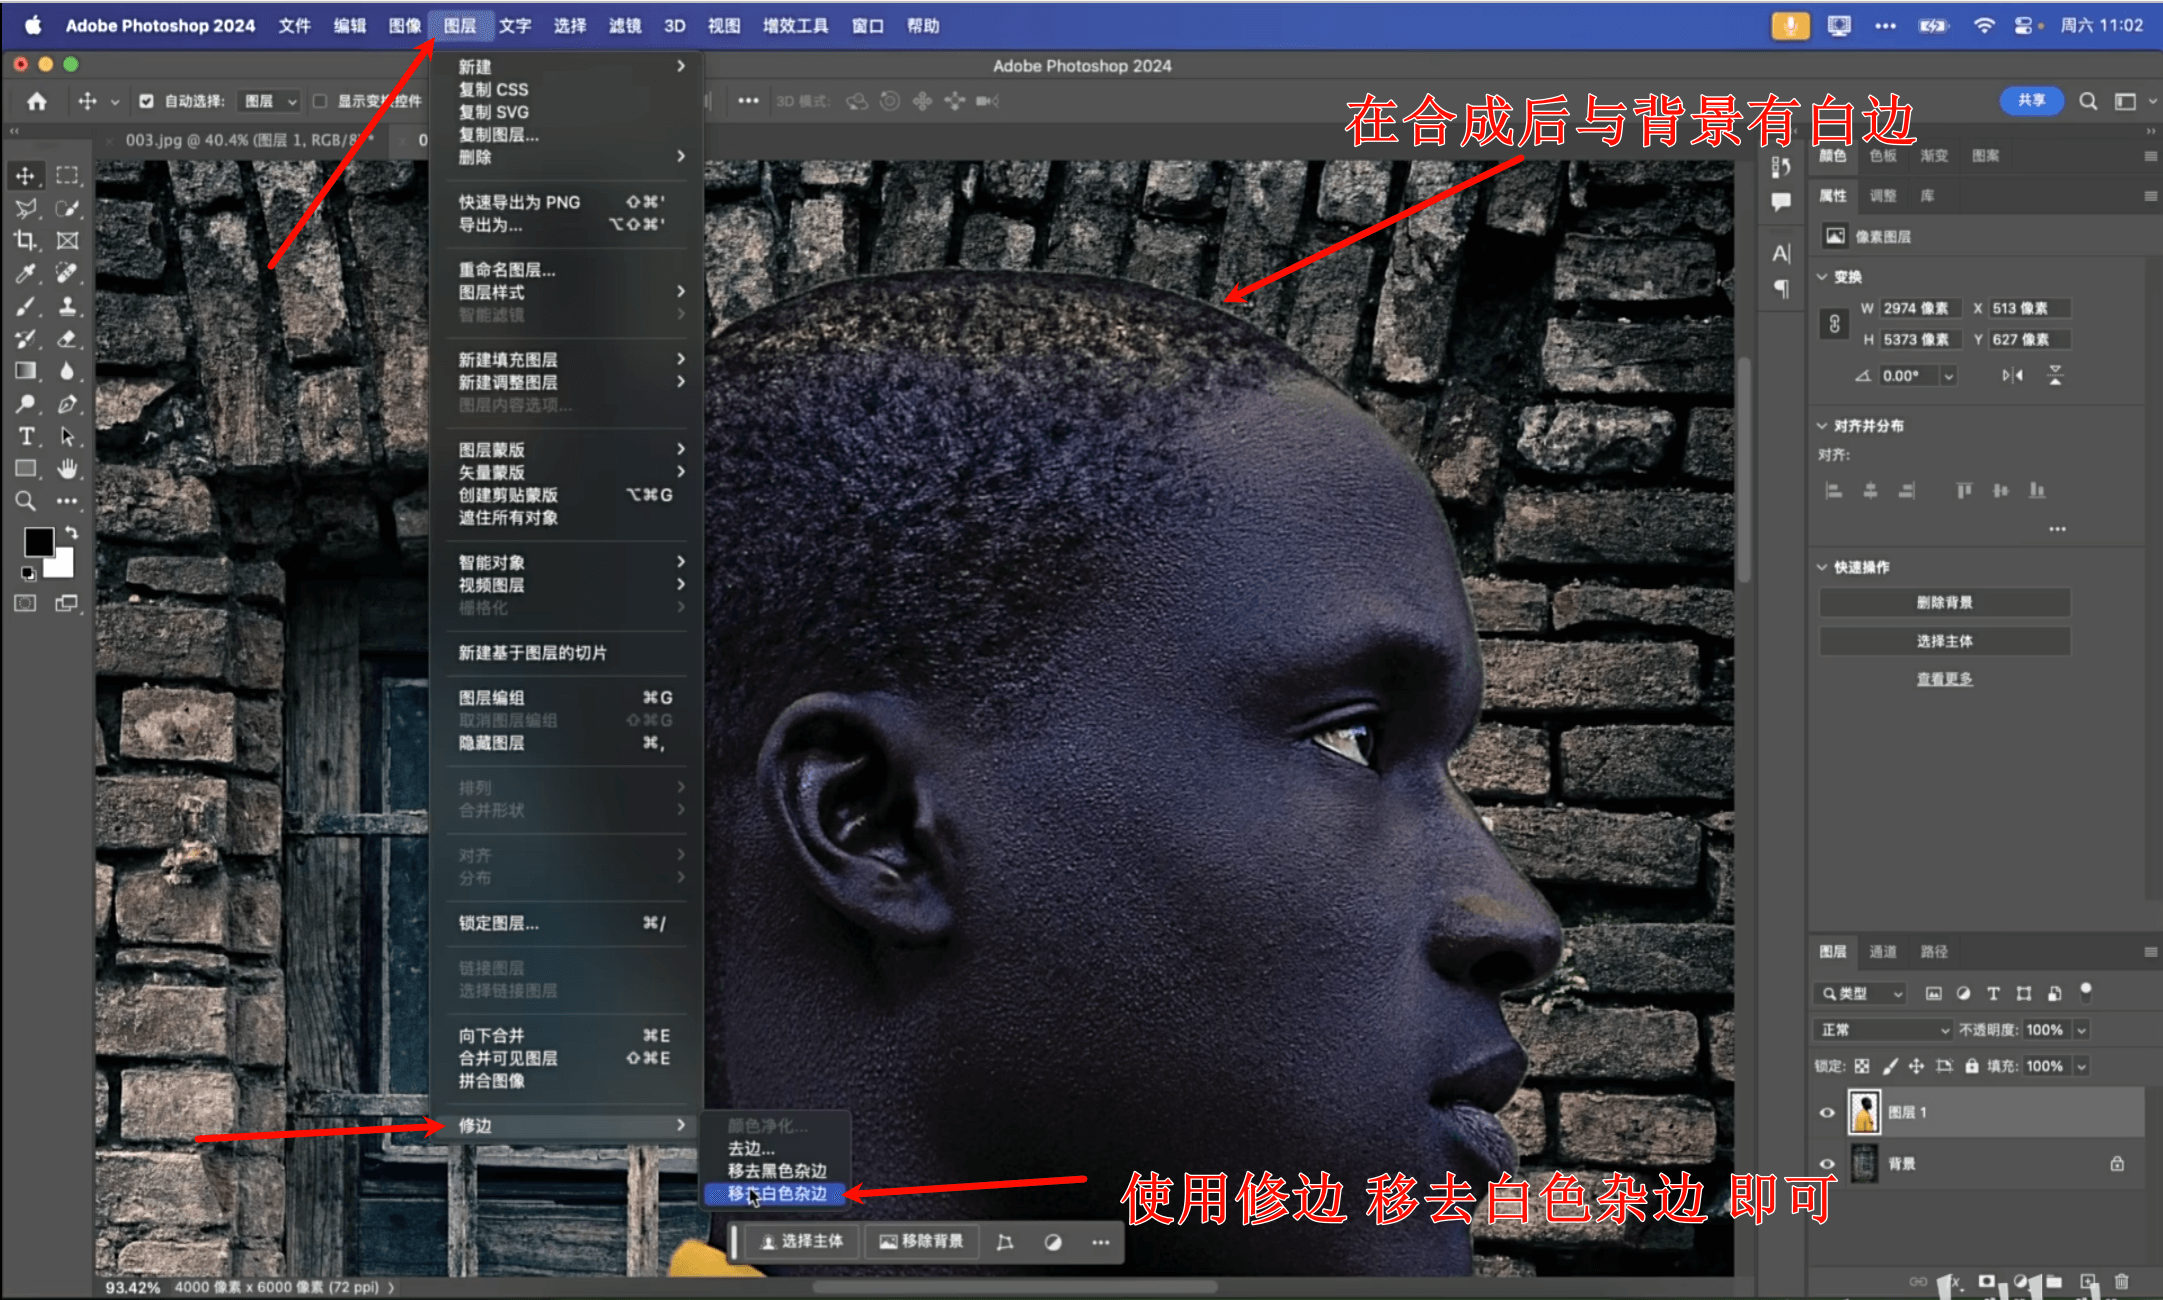 Adobe Photoshop 2024 文件 编辑 图像 图层 文字 选择 滤镜 3D 视图 增效工具 窗口 帮助 周六 11:02
Adobe Photoshop 2024
自动选择: 图层 显示变换控件 3D 模式: 共享
003.jpg @ 40.4% (图层 1, RGB/8) *
在合成后与背景有白边
新建
复制 CSS
复制 SVG
复制图层...
删除
快速导出为 PNG ⇧⌘'
导出为... ⌥⇧⌘'
重命名图层...
图层样式
智能滤镜
新建填充图层
新建调整图层
图层内容选项...
图层蒙版
矢量蒙版
创建剪贴蒙版 ⌥⌘G
遮住所有对象
智能对象
视频图层
栅格化
新建基于图层的切片
图层编组 ⌘G
取消图层编组 ⇧⌘G
隐藏图层 ⌘,
排列
合并形状
对齐
分布
锁定图层... ⌘/
链接图层
选择链接图层
向下合并 ⌘E
合并可见图层 ⇧⌘E
拼合图像
修边
颜色净化...
去边...
移去黑色杂边
移去白色杂边
使用修边 移去白色杂边 即可
选择主体 移除背景 ...
93.42% 4000 像素 x 6000 像素 (72 ppi)
颜色 色板 渐变 图案
属性 调整 库
像素图层
变换
W 2974 像素 X 513 像素
H 5373 像素 Y 627 像素
0.00°
对齐并分布
对齐:
...
快速操作
删除背景
选择主体
查看更多
图层 通道 路径
类型
正常 不透明度: 100%
锁定: 填充: 100%
图层 1
背景